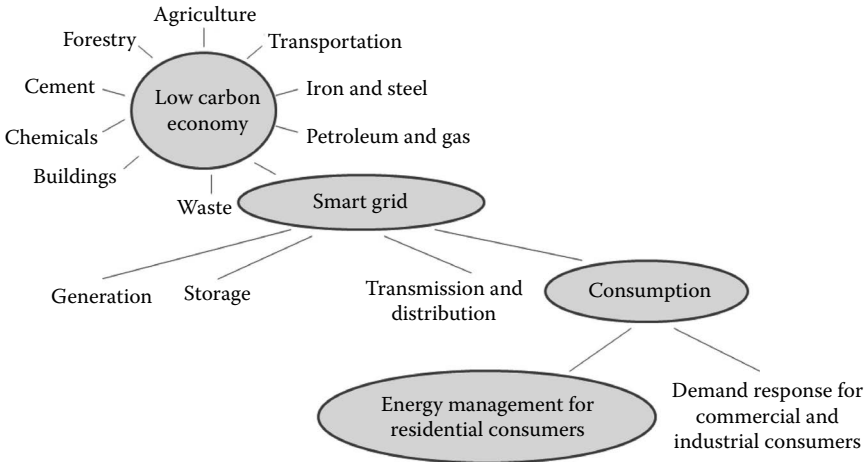 Agriculture
Forestry
Transportation
Cement
Low carbon
economy
Iron and steel
Chemicals
Petroleum and gas
Buildings
Waste
Smart grid
Generation
Storage
Transmission and
distribution
Consumption
Energy management for
residential consumers
Demand response for
commercial and
industrial consumers